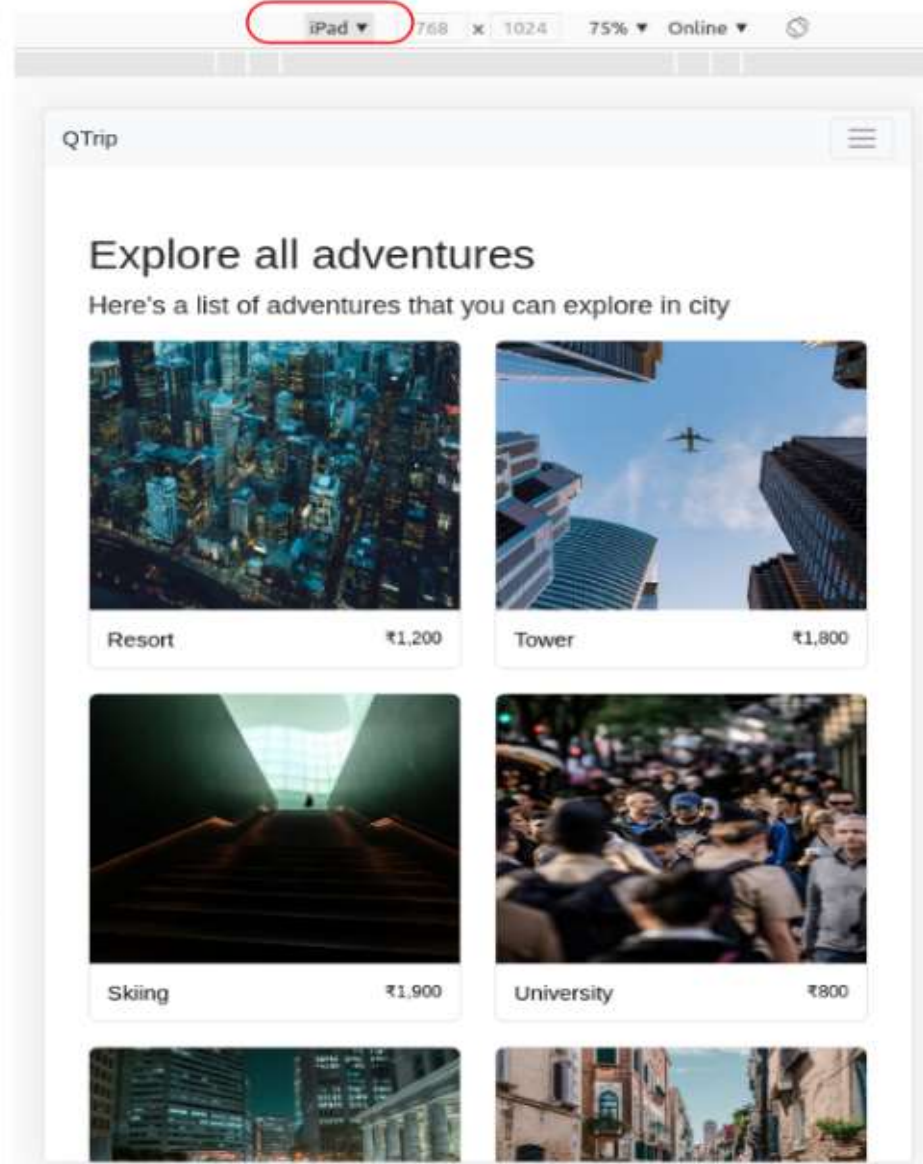 iPad ▼ 768 x 1024 75% ▼ Online ▼
QTrip
Explore all adventures
Here's a list of adventures that you can explore in city
Resort ₹1,200
Tower ₹1,800
Skiing ₹1,900
University ₹800